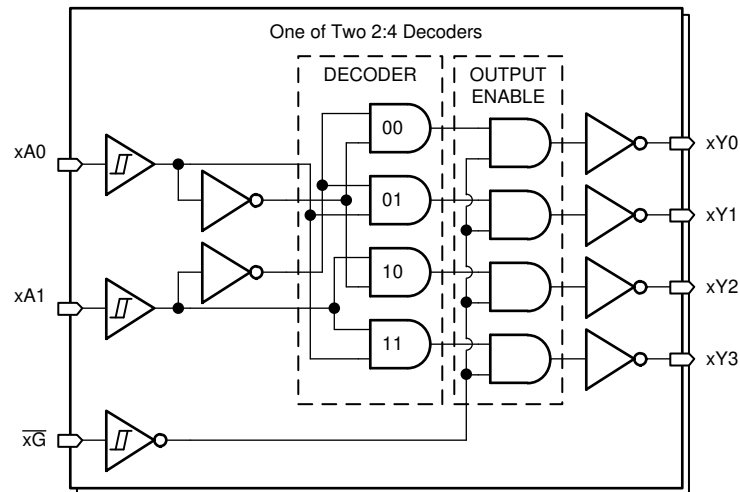 One of Two 2:4 Decoders
DECODER
OUTPUT
ENABLE
xA0
00
xY0
01
xY1
xA1
10
xY2
11
xY3
x̅G̅